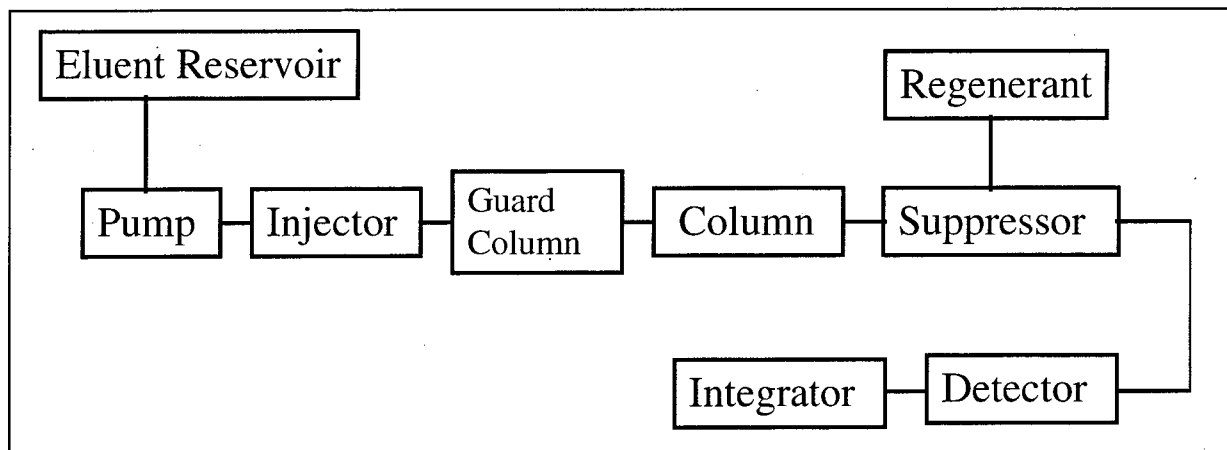 Eluent Reservoir
Regenerant
Pump
Injector
Guard
Column
Column
Suppressor
Integrator
Detector